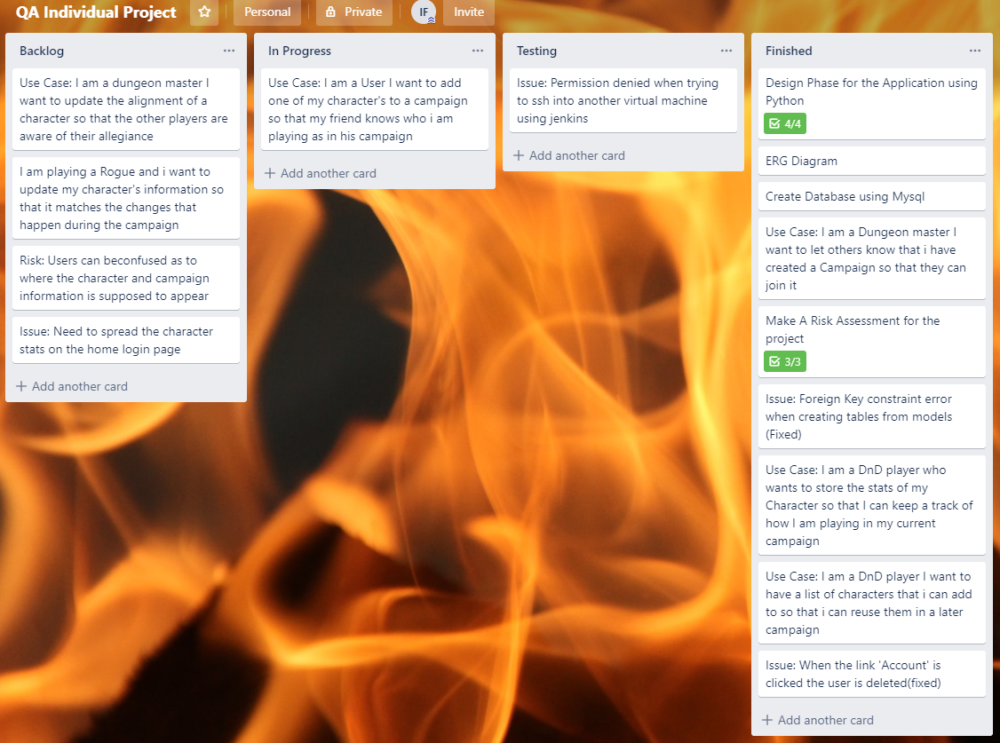 QA Individual Project
Personal
Private
IF
Invite
Backlog
Use Case: I am a dungeon master I
want to update the alignment of a
character so that the other players are
aware of their allegiance
I am playing a Rogue and i want to
update my character's information so
that it matches the changes that
happen during the campaign
Risk: Users can beconfused as to
where the character and campaign
information is supposed to appear
Issue: Need to spread the character
stats on the home login page
Add another card
In Progress
Use Case: I am a User I want to add
one of my character's to a campaign
so that my friend knows who i am
playing as in his campaign
Add another card
Testing
Issue: Permission denied when trying
to ssh into another virtual machine
using jenkins
Add another card
Finished
Design Phase for the Application using
Python
4/4
ERG Diagram
Create Database using Mysql
Use Case: I am a Dungeon master I
want to let others know that i have
created a Campaign so that they can
join it
Make A Risk Assessment for the
project
3/3
Issue: Foreign Key constraint error
when creating tables from models
(Fixed)
Use Case: I am a DnD player who
wants to store the stats of my
Character so that I can keep a track of
how I am playing in my current
campaign
Use Case: I am a DnD player I want to
have a list of characters that i can add
to so that i can reuse them in a later
campaign
Issue: When the link 'Account' is
clicked the user is deleted(fixed)
Add another card